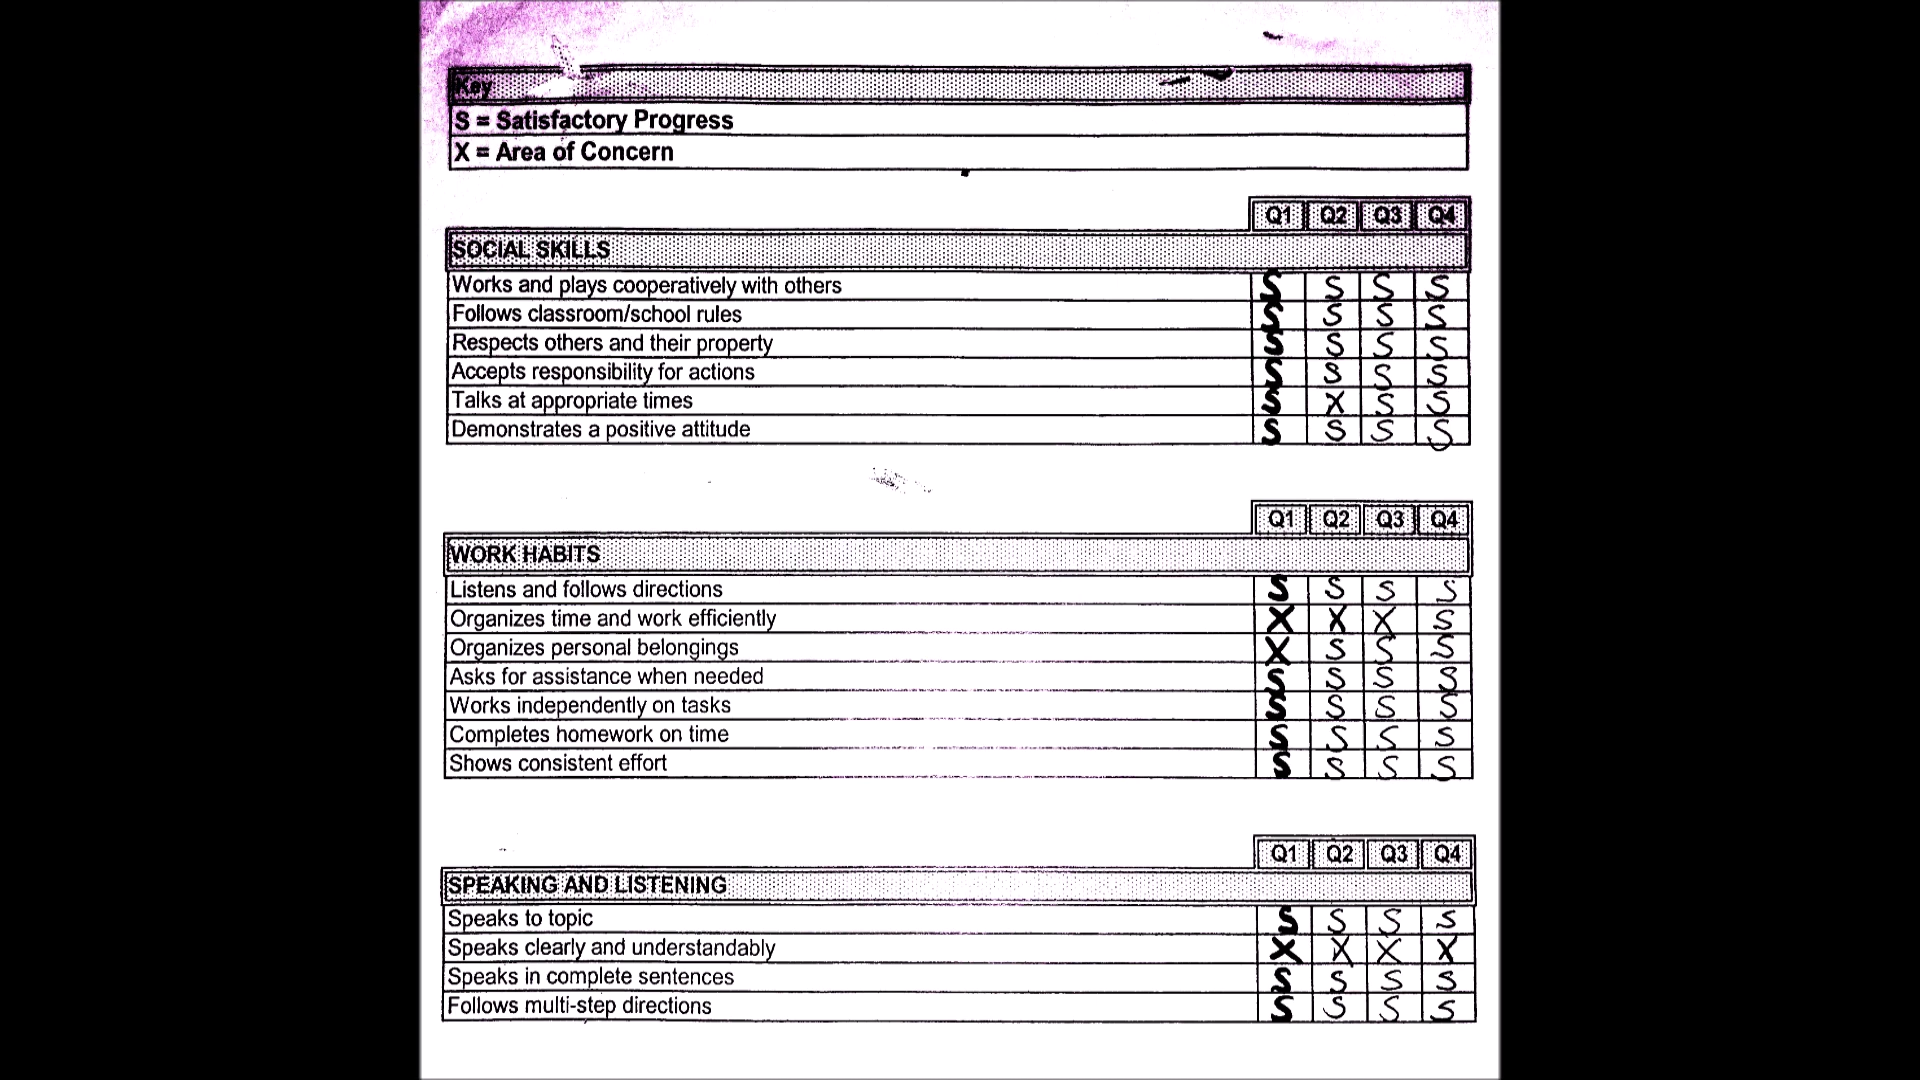 Key
S = Satisfactory Progress
X = Area of Concern
Q1 Q2 Q3 Q4
SOCIAL SKILLS
Works and plays cooperatively with others S S S S
Follows classroom/school rules S S S S
Respects others and their property S S S S
Accepts responsibility for actions S S S S
Talks at appropriate times S X S S
Demonstrates a positive attitude S S S S
Q1 Q2 Q3 Q4
WORK HABITS
Listens and follows directions S S S S
Organizes time and work efficiently X X X S
Organizes personal belongings X S S S
Asks for assistance when needed S S S S
Works independently on tasks S S S S
Completes homework on time S S S S
Shows consistent effort S S S S
Q1 Q2 Q3 Q4
SPEAKING AND LISTENING
Speaks to topic S S S S
Speaks clearly and understandably X X X X
Speaks in complete sentences S S S S
Follows multi-step directions S S S S